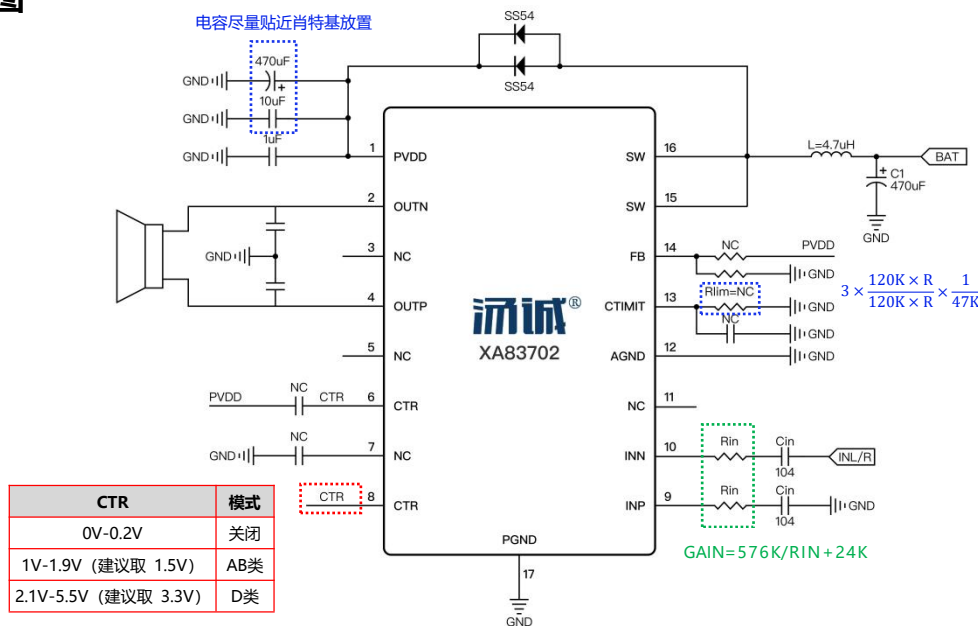 图
电容尽量贴近肖特基放置
SS54
SS54
GND
470uF
+
GND
10uF
GND
1uF
1
PVDD
2
OUTN
3
NC
GND
4
OUTP
5
NC
PVDD
NC
CTR
6
CTR
GND
NC
7
NC
CTR
8
CTR
汤诚®
XA83702
SW
16
SW
15
L=4.7uH
BAT
+
C1
470uF
GND
FB
14
NC
PVDD
GND
CTIMIT
13
Rlim=NC
GND
NC
GND
AGND
12
GND
3 × 120K × R / 120K × R × 1 / 47K
NC
11
INN
10
Rin
Cin
104
INL/R
INP
9
Rin
Cin
104
GND
GAIN=576K/RIN+24K
PGND
17
GND
CTR 模式
0V-0.2V 关闭
1V-1.9V（建议取 1.5V） AB类
2.1V-5.5V（建议取 3.3V） D类